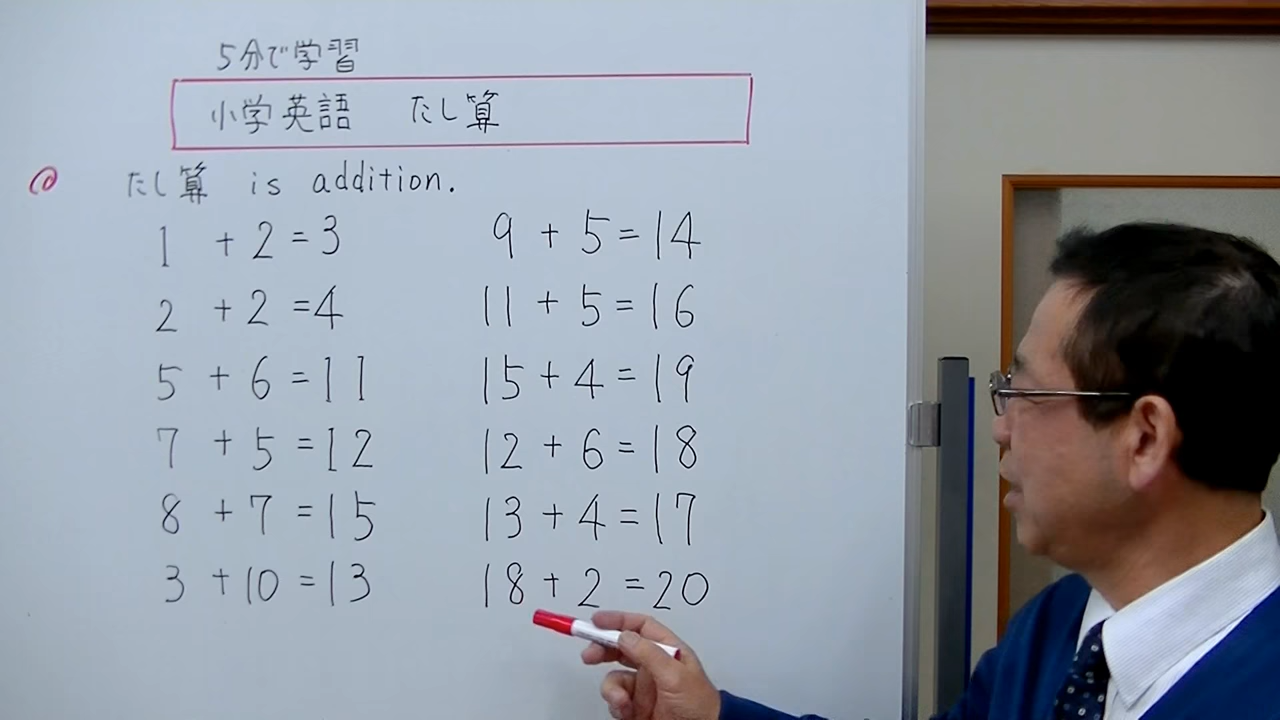 5分で学習
小学英語 たし算
たし算 is addition.
1 + 2 = 3
2 + 2 = 4
5 + 6 = 11
7 + 5 = 12
8 + 7 = 15
3 + 10 = 13
9 + 5 = 14
11 + 5 = 16
15 + 4 = 19
12 + 6 = 18
13 + 4 = 17
18 + 2 = 20